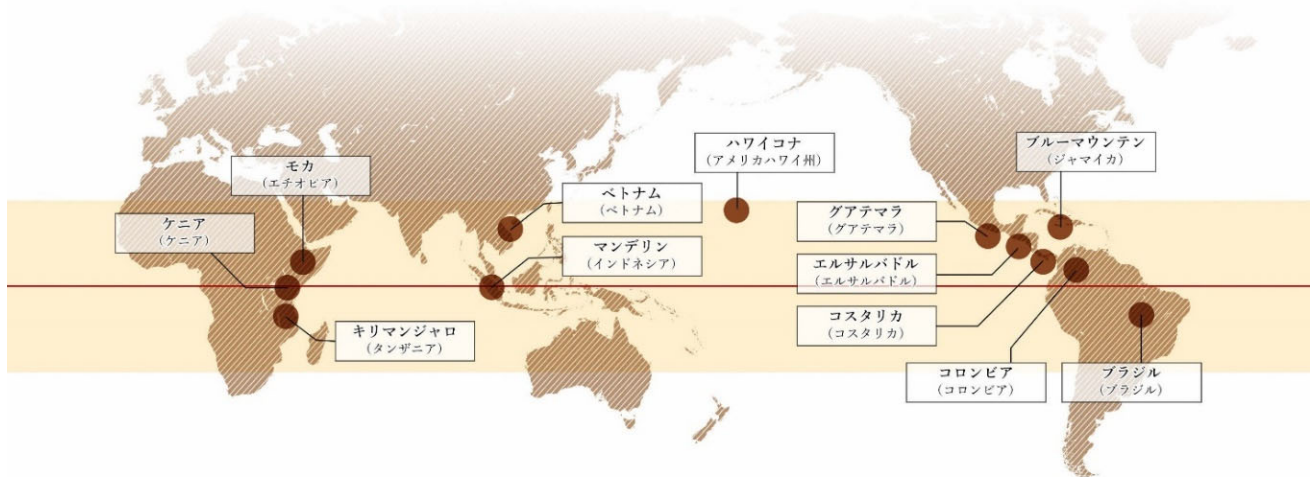 モカ
(エチオピア)
ケニア
(ケニア)
キリマンジャロ
(タンザニア)
ベトナム
(ベトナム)
マンデリン
(インドネシア)
ハワイコナ
(アメリカハワイ州)
ブルーマウンテン
(ジャマイカ)
グアテマラ
(グアテマラ)
エルサルバドル
(エルサルバドル)
コスタリカ
(コスタリカ)
コロンビア
(コロンビア)
ブラジル
(ブラジル)